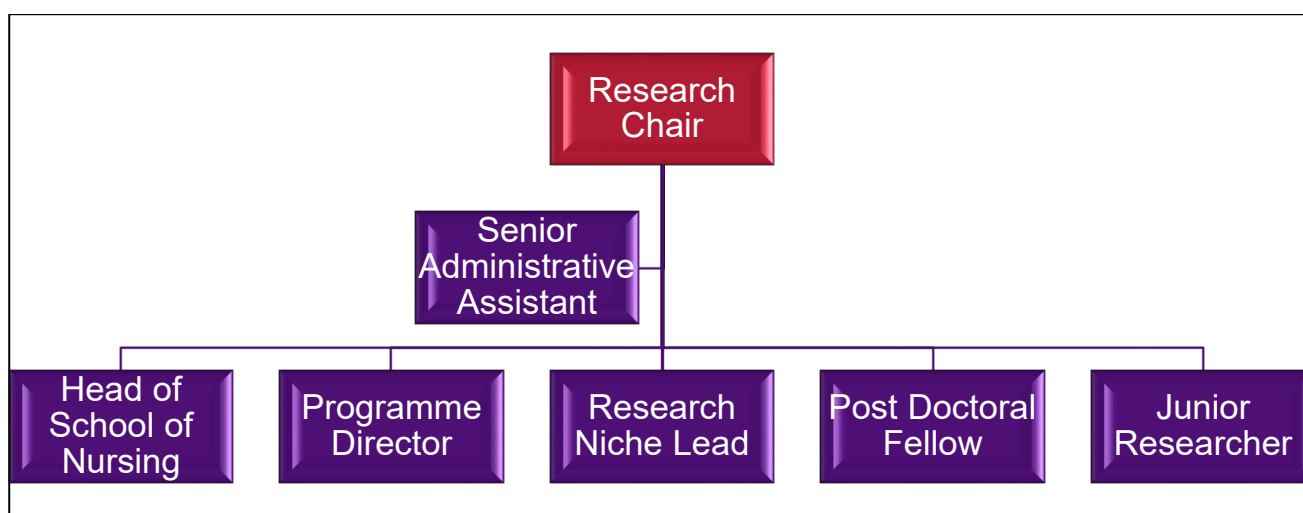 Research
Chair
Senior
Administrative
Assistant
Head of
School of
Nursing
Programme
Director
Research
Niche Lead
Post Doctoral
Fellow
Junior
Researcher